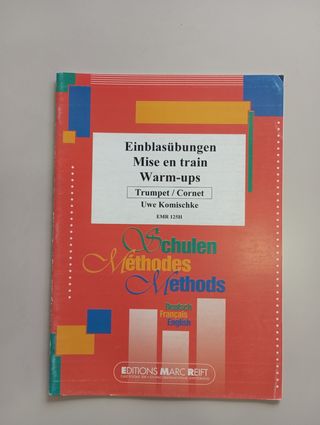 Einblasübungen
Mise en train
Warm-ups
Trumpet / Cornet
Uwe Komischke
EMR 125H
Schulen
Méthodes
Methods
Deutsch
Français
English
EDITIONS MARC REIFT